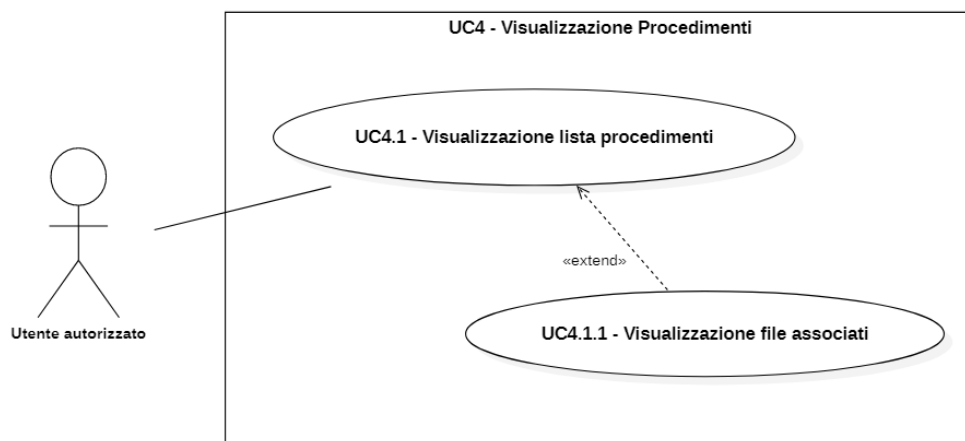 UC4 - Visualizzazione Procedimenti
UC4.1 - Visualizzazione lista procedimenti
«extend»
Utente autorizzato
UC4.1.1 - Visualizzazione file associati